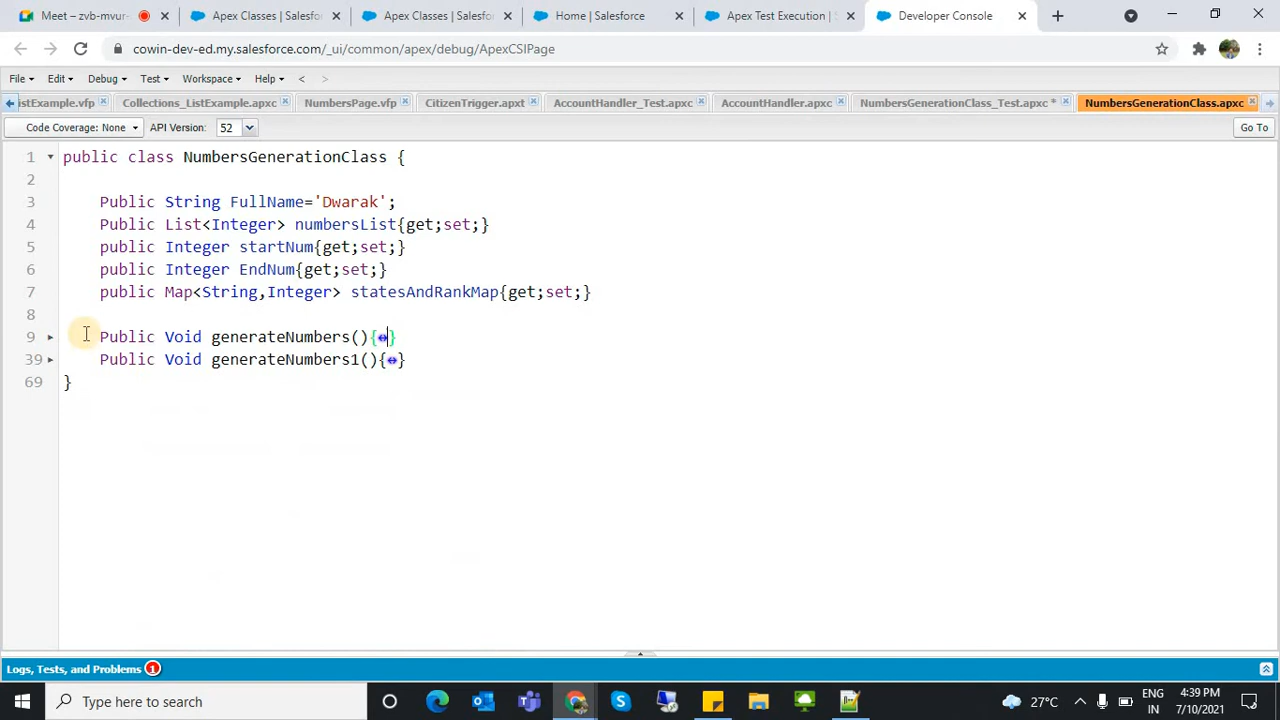 Meet – zvb-mvur-
Apex Classes | Salesf
Apex Classes | Salesf
Home | Salesforce
Apex Test Execution |
Developer Console
cowin-dev-ed.my.salesforce.com/_ui/common/apex/debug/ApexCSIPage
File Edit Debug Test Workspace Help < >
istExample.vfp
Collections_ListExample.apxc
NumbersPage.vfp
CitizenTrigger.apxt
AccountHandler_Test.apxc
AccountHandler.apxc
NumbersGenerationClass_Test.apxc *
NumbersGenerationClass.apxc
Code Coverage: None API Version: 52 Go To
1 public class NumbersGenerationClass {
2
3 Public String FullName='Dwarak';
4 Public List<Integer> numbersList{get;set;}
5 public Integer startNum{get;set;}
6 public Integer EndNum{get;set;}
7 public Map<String,Integer> statesAndRankMap{get;set;}
8
9 Public Void generateNumbers(){↔}
39 Public Void generateNumbers1(){↔}
69 }
Logs, Tests, and Problems 1
Type here to search
27°C
ENG
IN
4:39 PM
7/10/2021